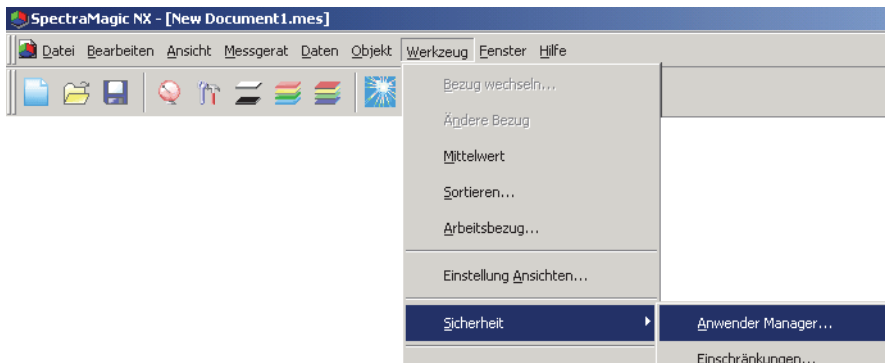 SpectraMagic NX - [New Document1.mes]
Datei Bearbeiten Ansicht Messgerat Daten Objekt Werkzeug Fenster Hilfe
Bezug wechseln...
Ändere Bezug
Mittelwert
Sortieren...
Arbeitsbezug...
Einstellung Ansichten...
Sicherheit
Anwender Manager...
Einschränkungen...